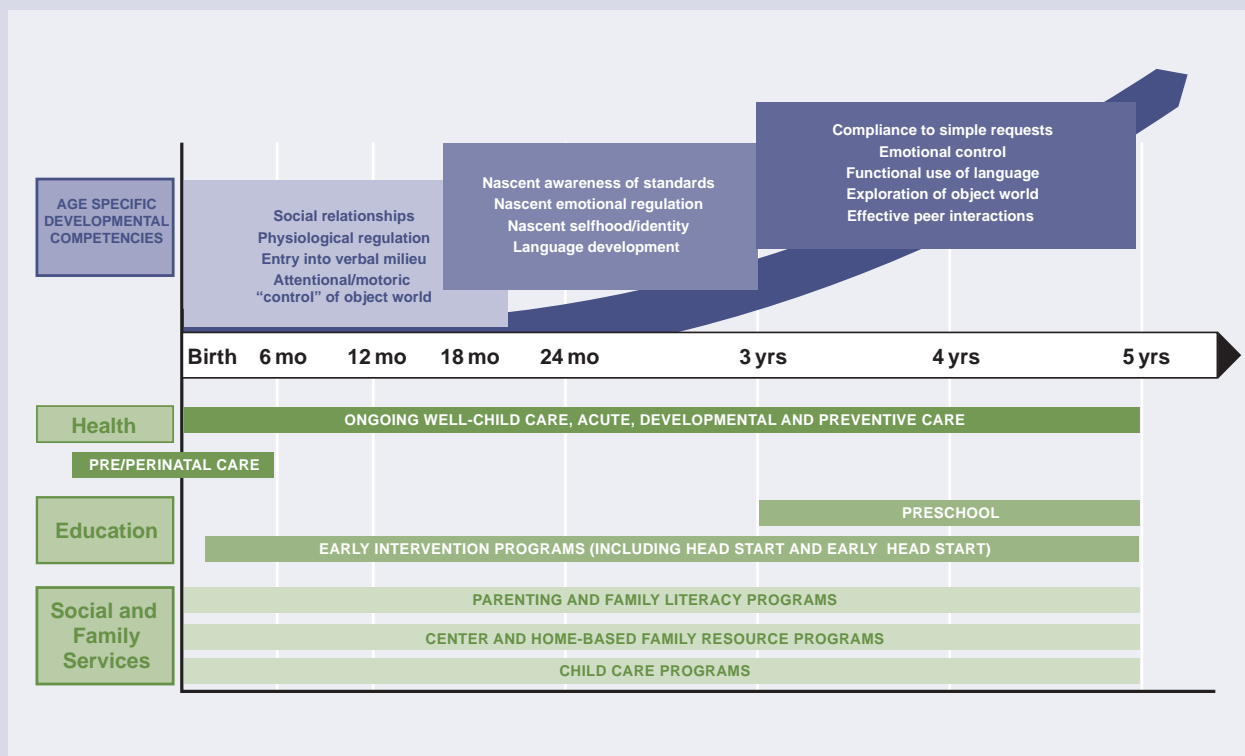 AGE SPECIFIC
DEVELOPMENTAL
COMPETENCIES
Social relationships
Physiological regulation
Entry into verbal milieu
Attentional/motoric
“control” of object world
Nascent awareness of standards
Nascent emotional regulation
Nascent selfhood/identity
Language development
Compliance to simple requests
Emotional control
Functional use of language
Exploration of object world
Effective peer interactions
Birth 6 mo 12 mo 18 mo 24 mo 3 yrs 4 yrs 5 yrs
Health
ONGOING WELL-CHILD CARE, ACUTE, DEVELOPMENTAL AND PREVENTIVE CARE
PRE/PERINATAL CARE
Education
PRESCHOOL
EARLY INTERVENTION PROGRAMS (INCLUDING HEAD START AND EARLY HEAD START)
Social and
Family
Services
PARENTING AND FAMILY LITERACY PROGRAMS
CENTER AND HOME-BASED FAMILY RESOURCE PROGRAMS
CHILD CARE PROGRAMS